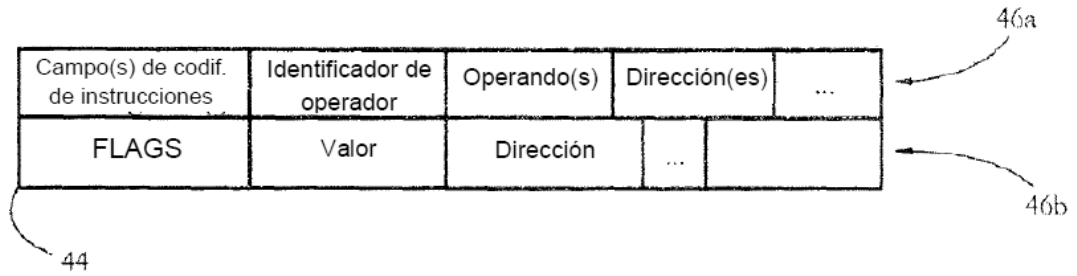 46a
Campo(s) de codif.
de instrucciones
Identificador de
operador
Operando(s)
Dirección(es)
...
FLAGS
Valor
Dirección
...
46b
44